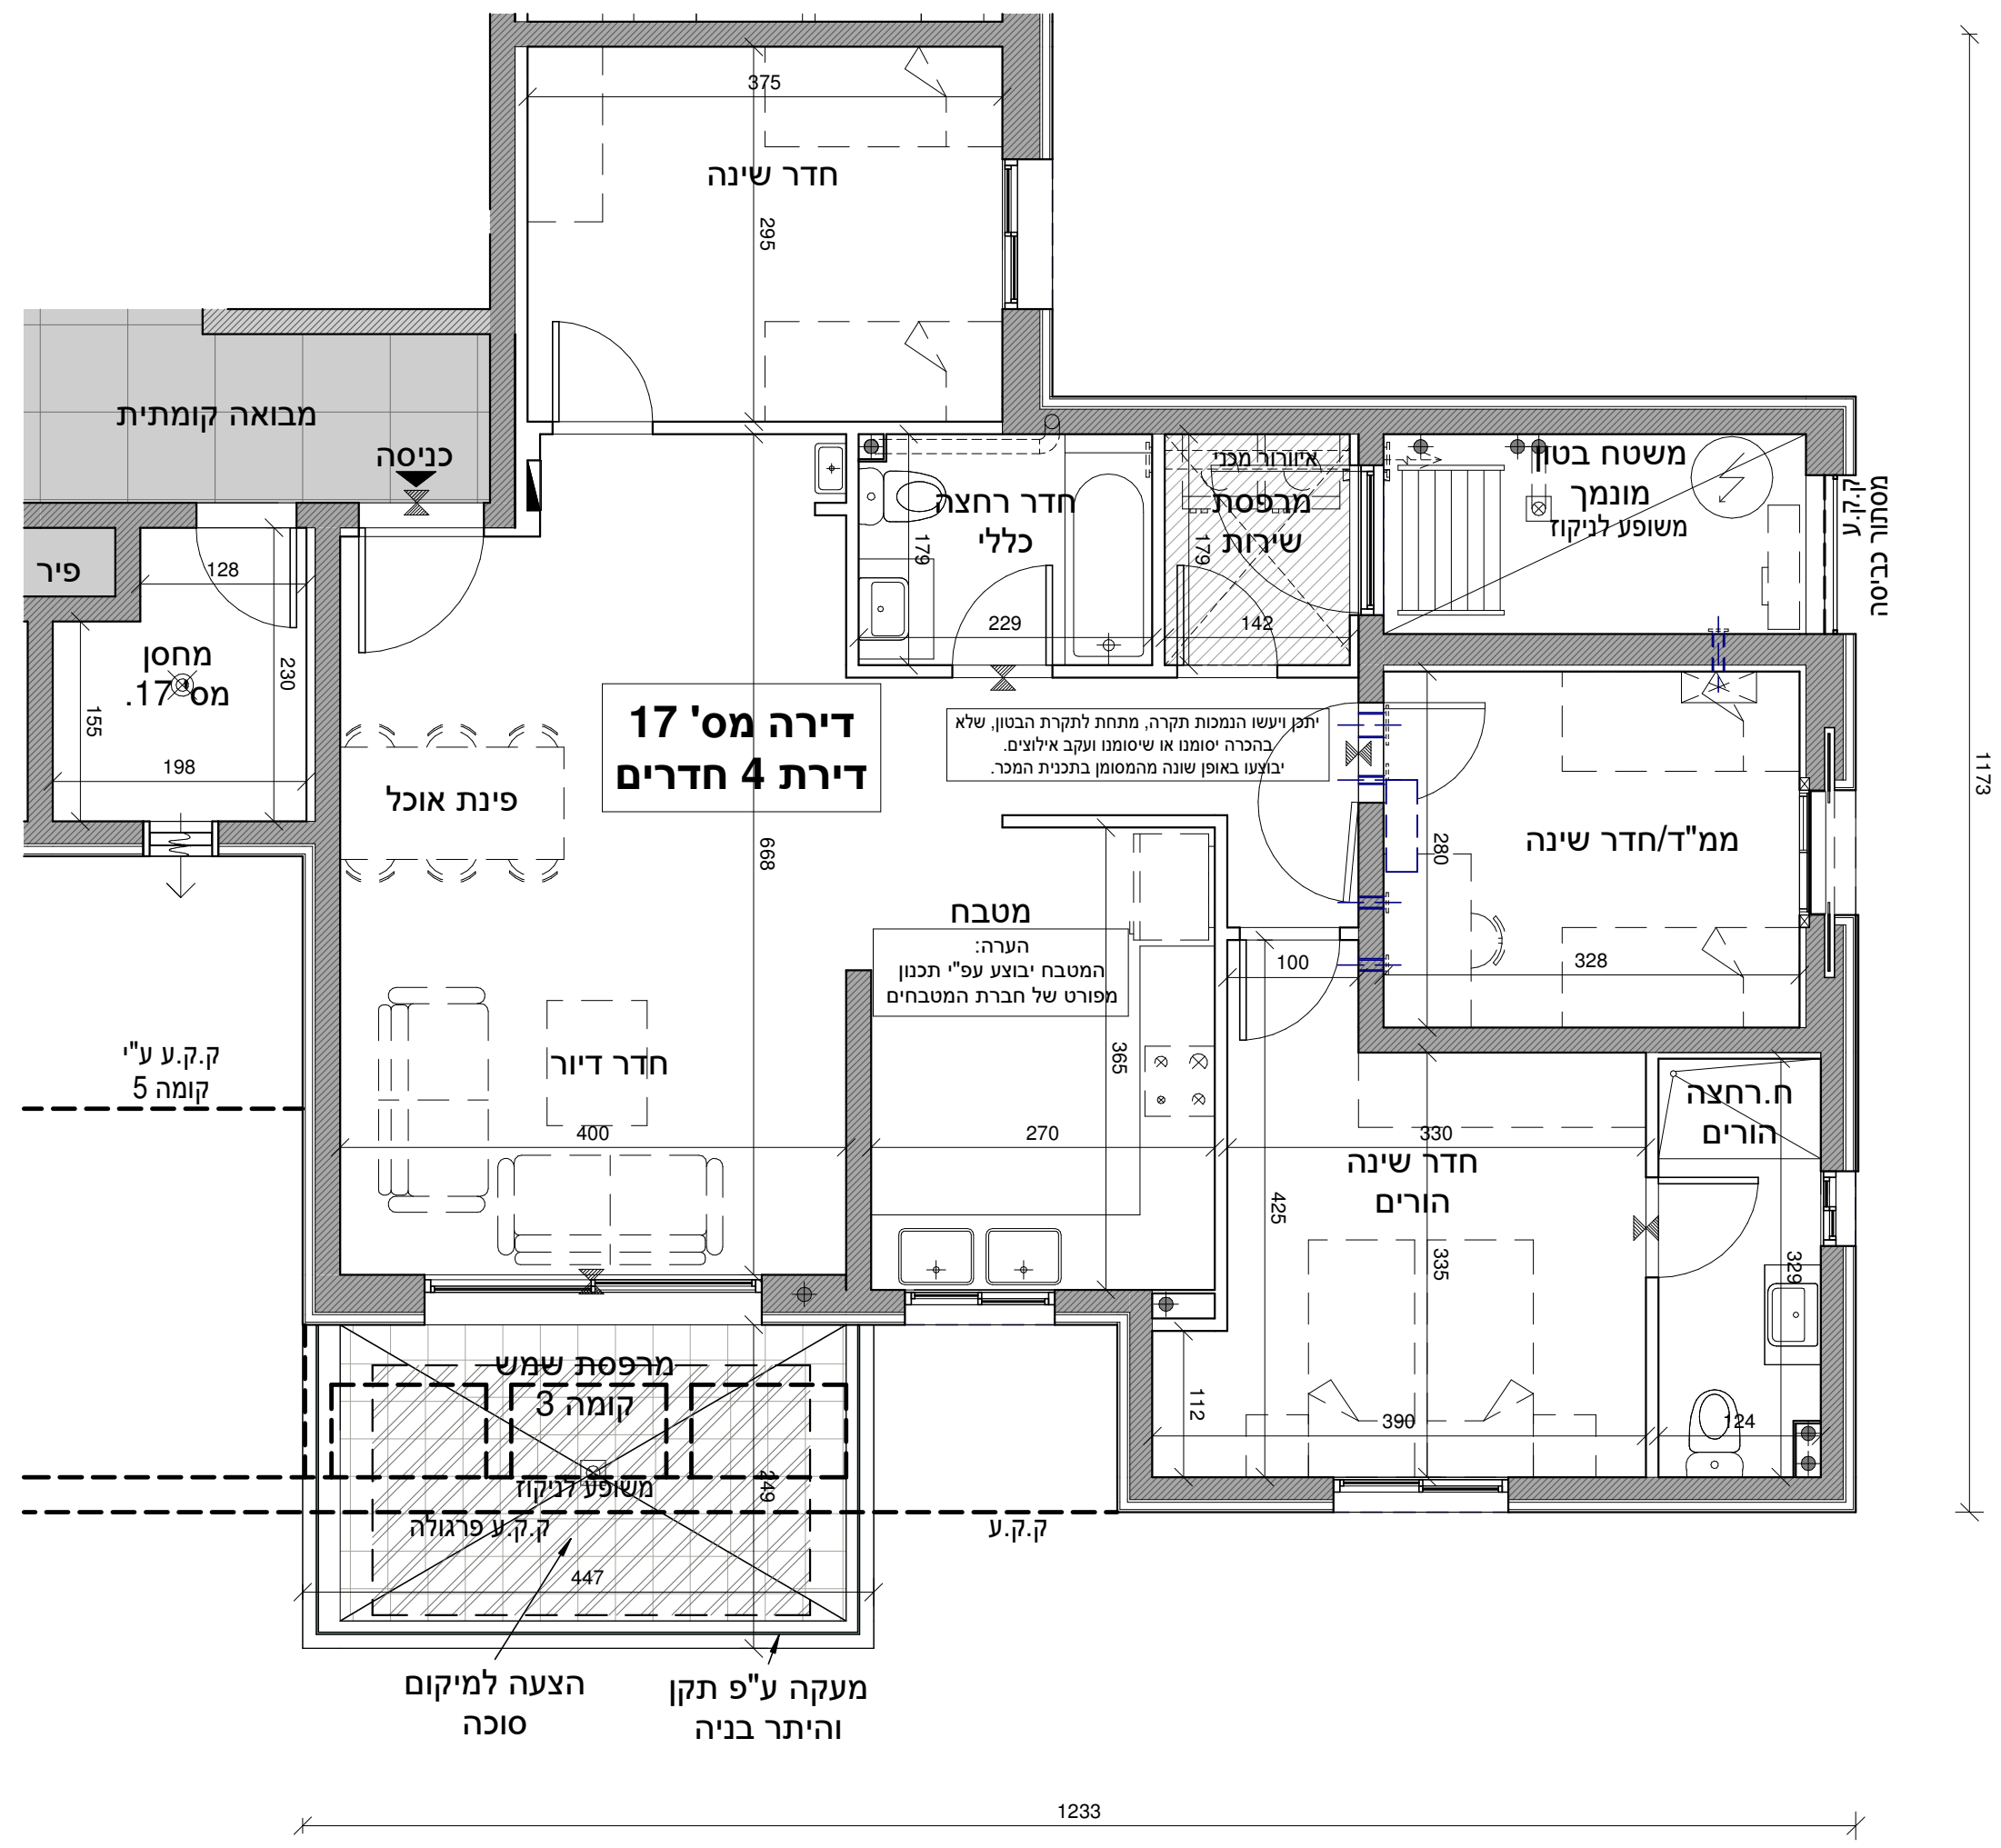 375
חדר שינה
295
מבואה קומתית
כניסה
פיר
128
מחסן
מס' 17.
230
155
198
חדר רחצה
כללי
179
229
איוורור מכני
מרפסת
שירות
179
142
משטח בטון
מונמך
משופע לניקוז
מסתור כביסה
ק.ק.ע
דירה מס' 17
דירת 4 חדרים
יתכן ויעשו הנמכות תקרה, מתחת לתקרת הבטון, שלא
בהכרה יסומנו או שיסומנו ועקב אילוצים.
יבוצעו באופן שונה מהמסומן בתכנית המכר.
פינת אוכל
668
ממ"ד/חדר שינה
280
328
1173
מטבח
הערה:
המטבח יבוצע עפ"י תכנון
מפורט של חברת המטבחים
100
365
חדר דיור
400
270
330
ק.ק.ע ע"י
קומה 5
ח.רחצה
הורים
חדר שינה
הורים
425
335
329
112
390
124
מרפסת שמש
קומה 3
משופע לניקוז
249
ק.ק.ע פרגולה
ק.ק.ע
447
הצעה למיקום
סוכה
מעקה ע"פ תקן
והיתר בניה
1233